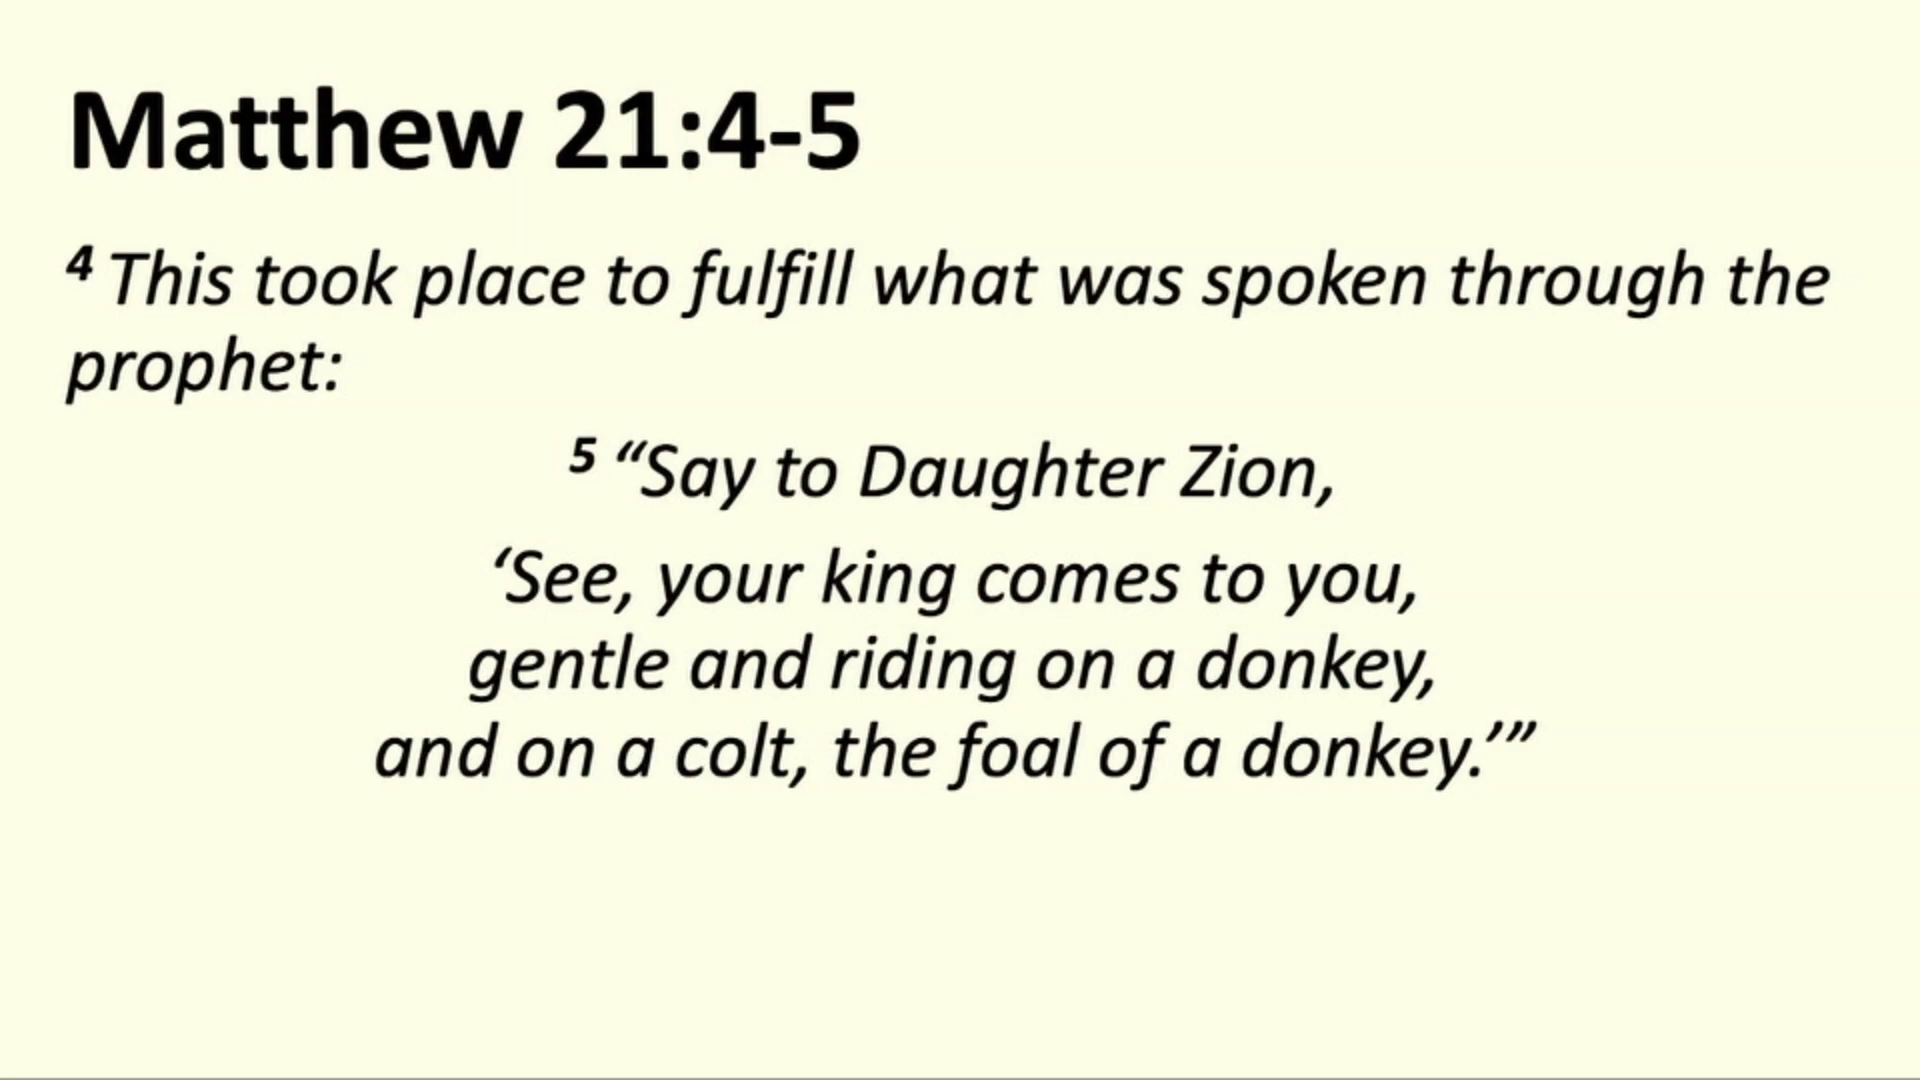 Matthew 21:4-5
4 This took place to fulfill what was spoken through the
prophet:
5 “Say to Daughter Zion,
‘See, your king comes to you,
gentle and riding on a donkey,
and on a colt, the foal of a donkey.’”